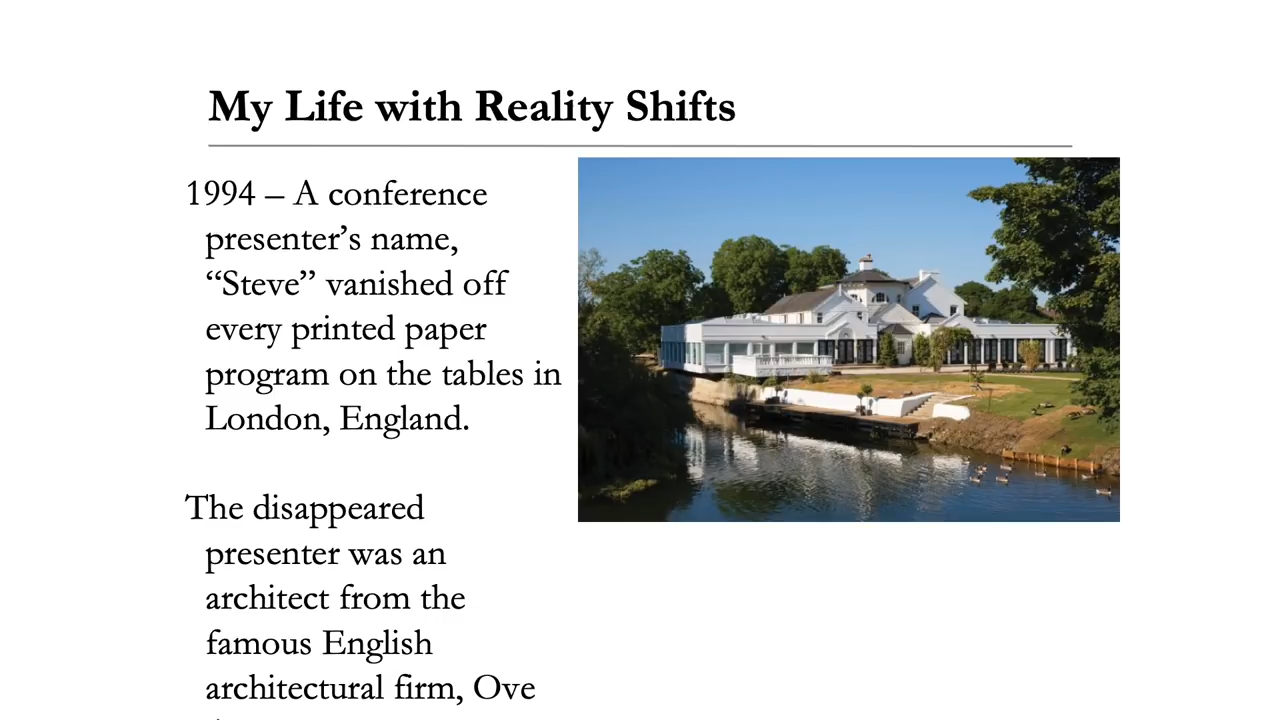 My Life with Reality Shifts
1994 – A conference
presenter’s name,
“Steve” vanished off
every printed paper
program on the tables in
London, England.
The disappeared
presenter was an
architect from the
famous English
architectural firm, Ove